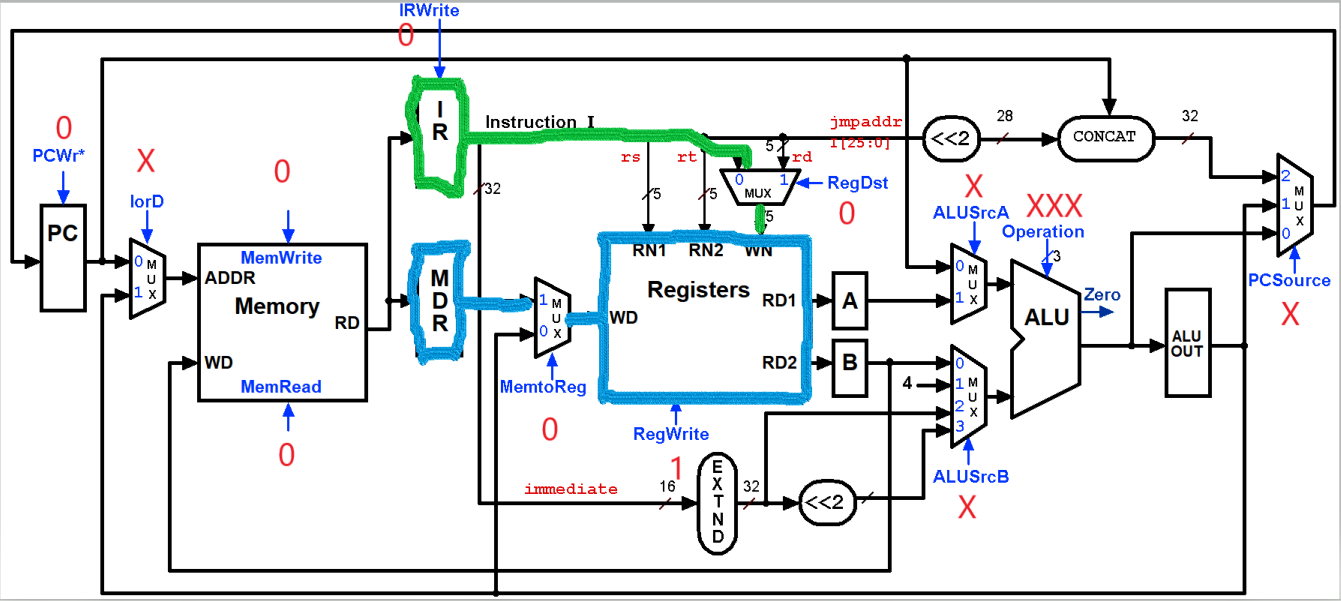 IRWrite
0
PCWr*
0
IorD
X
0
MemWrite
PC
0
M
U
X
1
ADDR
Memory
RD
WD
MemRead
0
I
R
Instruction I
32
M
D
R
1
M
U
X
0
MemtoReg
0
rs
rt
rd
5
5
5
0
1
MUX
RegDst
0
5
RN1
RN2
WN
Registers
WD
RD1
RD2
RegWrite
1
A
B
4
jmpaddr
I[25:0]
<<2
28
CONCAT
32
X
ALUSrcA
0
M
U
X
1
XXX
Operation
3
ALU
Zero
0
1
M
2
U
X
3
ALUSrcB
X
ALU
OUT
2
M
1
U
X
0
PCSource
X
immediate
16
E
X
T
N
D
32
<<2